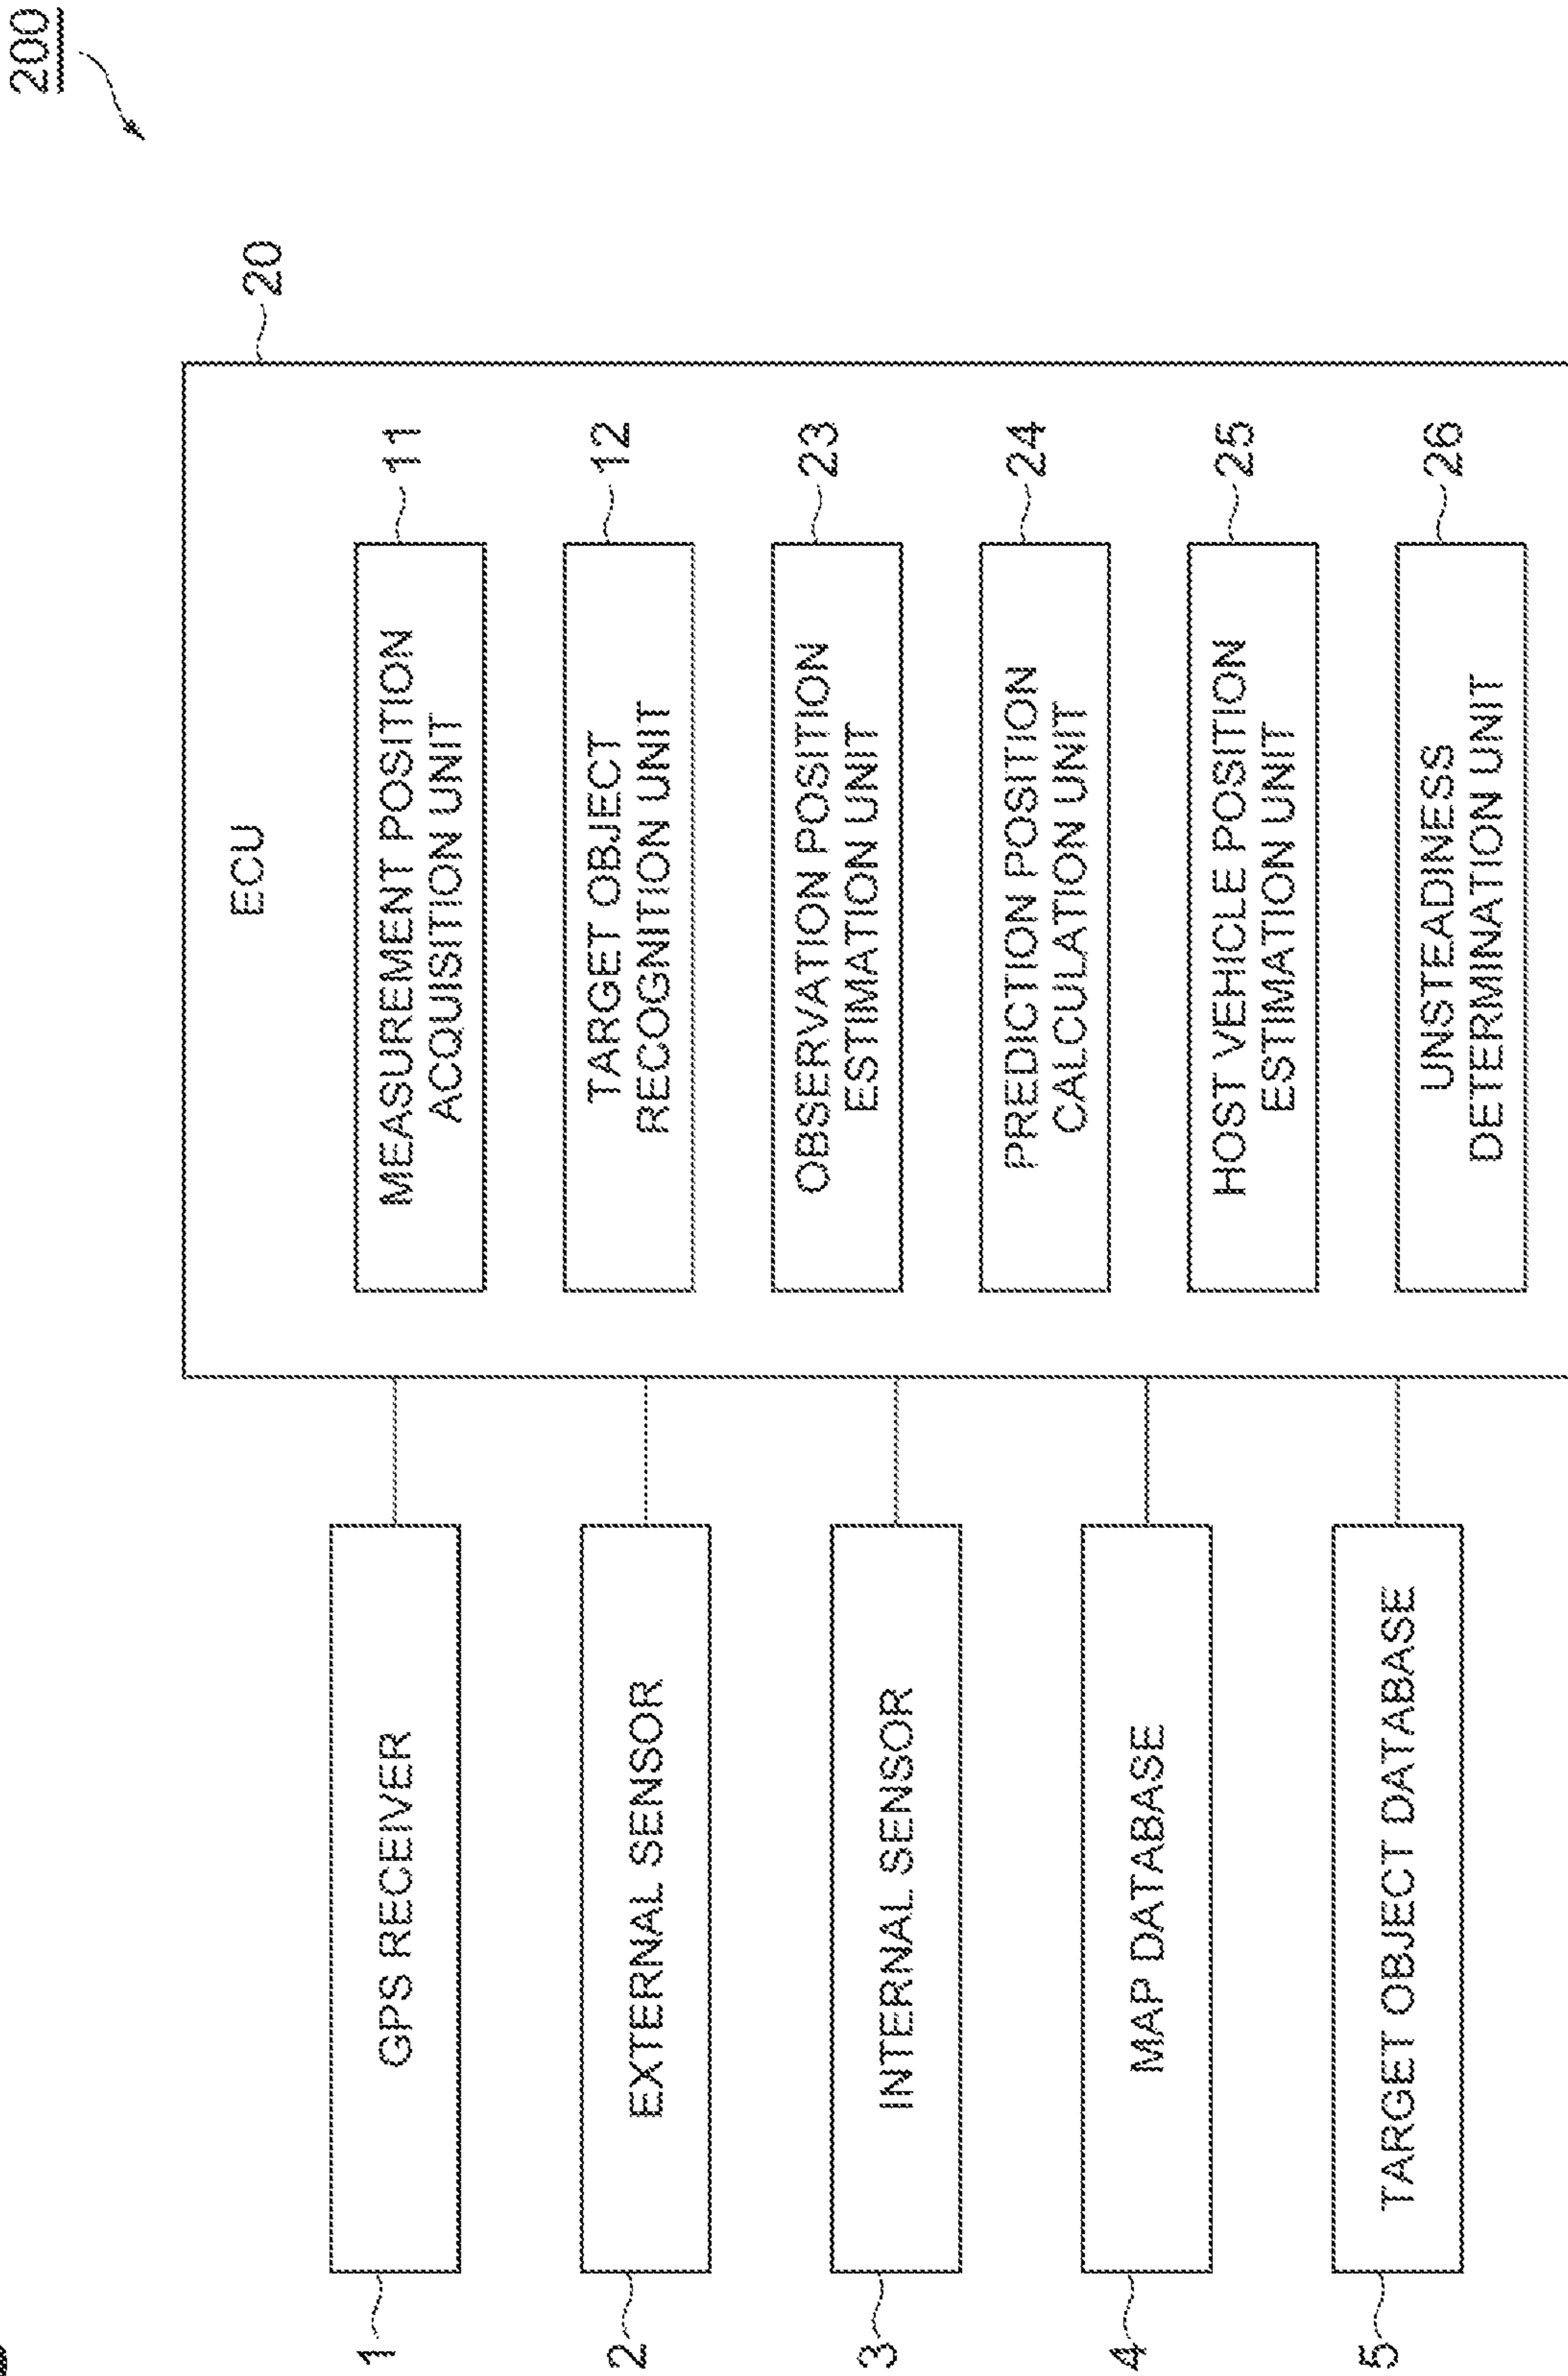 200
20
ECU
MEASUREMENT POSITION
ACQUISITION UNIT
11
TARGET OBJECT
RECOGNITION UNIT
12
OBSERVATION POSITION
ESTIMATION UNIT
23
PREDICTION POSITION
CALCULATION UNIT
24
HOST VEHICLE POSITION
ESTIMATION UNIT
25
UNSTEADINESS
DETERMINATION UNIT
26
1
GPS RECEIVER
2
EXTERNAL SENSOR
3
INTERNAL SENSOR
4
MAP DATABASE
5
TARGET OBJECT DATABASE